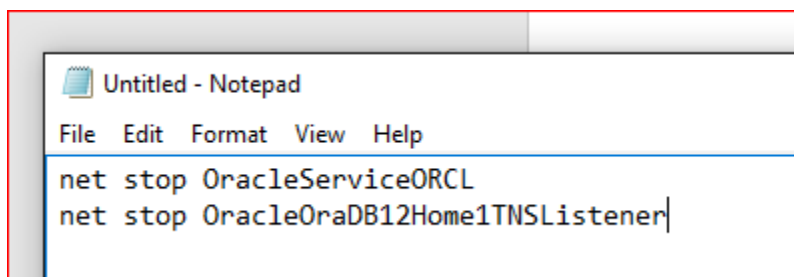 Untitled - Notepad
File Edit Format View Help
net stop OracleServiceORCL
net stop OracleOraDB12Home1TNSListener